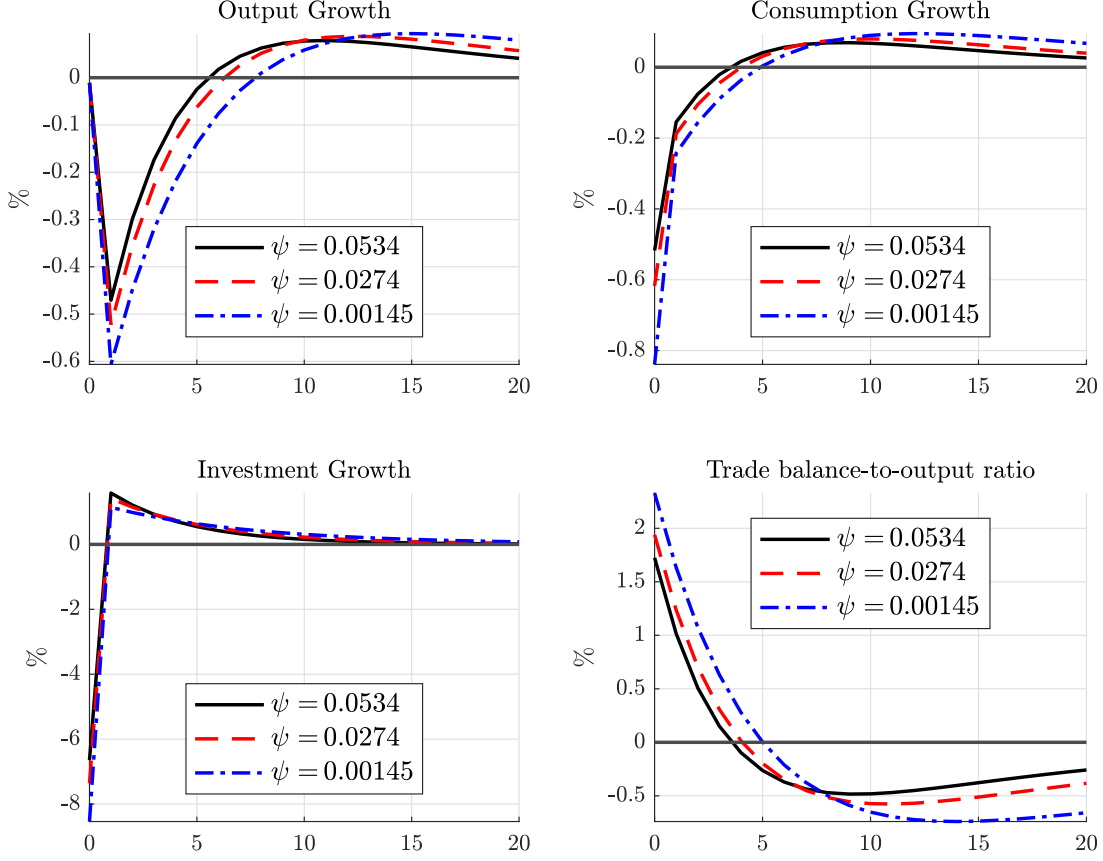 Output Growth
0
-0.1
-0.2
-0.3
-0.4
-0.5
-0.6
%
ψ = 0.0534
ψ = 0.0274
ψ = 0.00145
0 5 10 15 20
Consumption Growth
0
-0.2
-0.4
-0.6
-0.8
%
ψ = 0.0534
ψ = 0.0274
ψ = 0.00145
0 5 10 15 20
Investment Growth
0
-2
-4
-6
-8
%
ψ = 0.0534
ψ = 0.0274
ψ = 0.00145
0 5 10 15 20
Trade balance-to-output ratio
2
1.5
1
0.5
0
-0.5
%
ψ = 0.0534
ψ = 0.0274
ψ = 0.00145
0 5 10 15 20